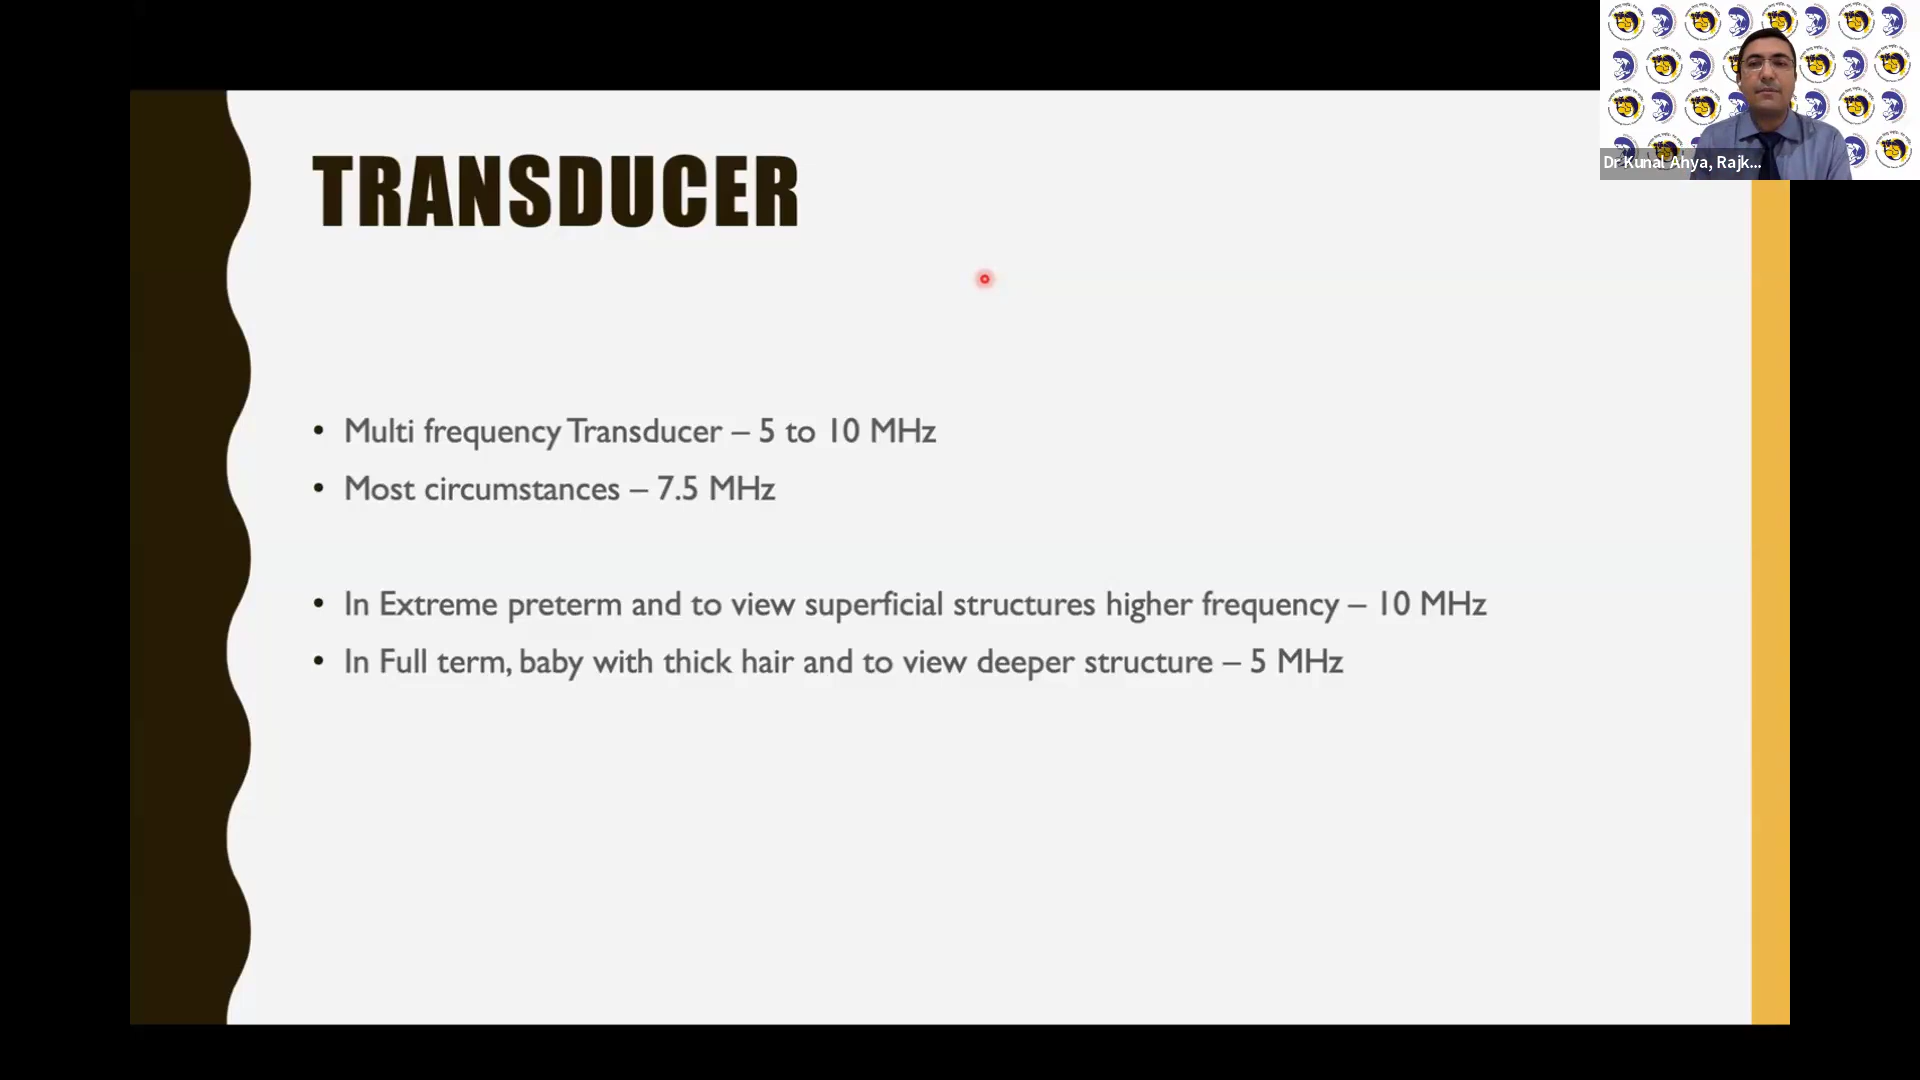 Dr Kunal Ahya, Rajk...
TRANSDUCER
• Multi frequency Transducer – 5 to 10 MHz
• Most circumstances – 7.5 MHz
• In Extreme preterm and to view superficial structures higher frequency – 10 MHz
• In Full term, baby with thick hair and to view deeper structure – 5 MHz